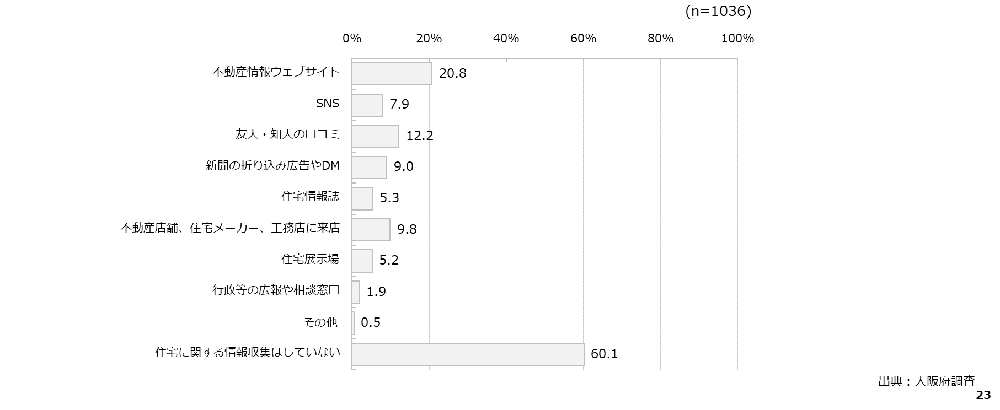 (n=1036)
0% 20% 40% 60% 80% 100%
不動産情報ウェブサイト 20.8
SNS 7.9
友人・知人の口コミ 12.2
新聞の折り込み広告やDM 9.0
住宅情報誌 5.3
不動産店舗、住宅メーカー、工務店に来店 9.8
住宅展示場 5.2
行政等の広報や相談窓口 1.9
その他 0.5
住宅に関する情報収集はしていない 60.1
出典：大阪府調査
23